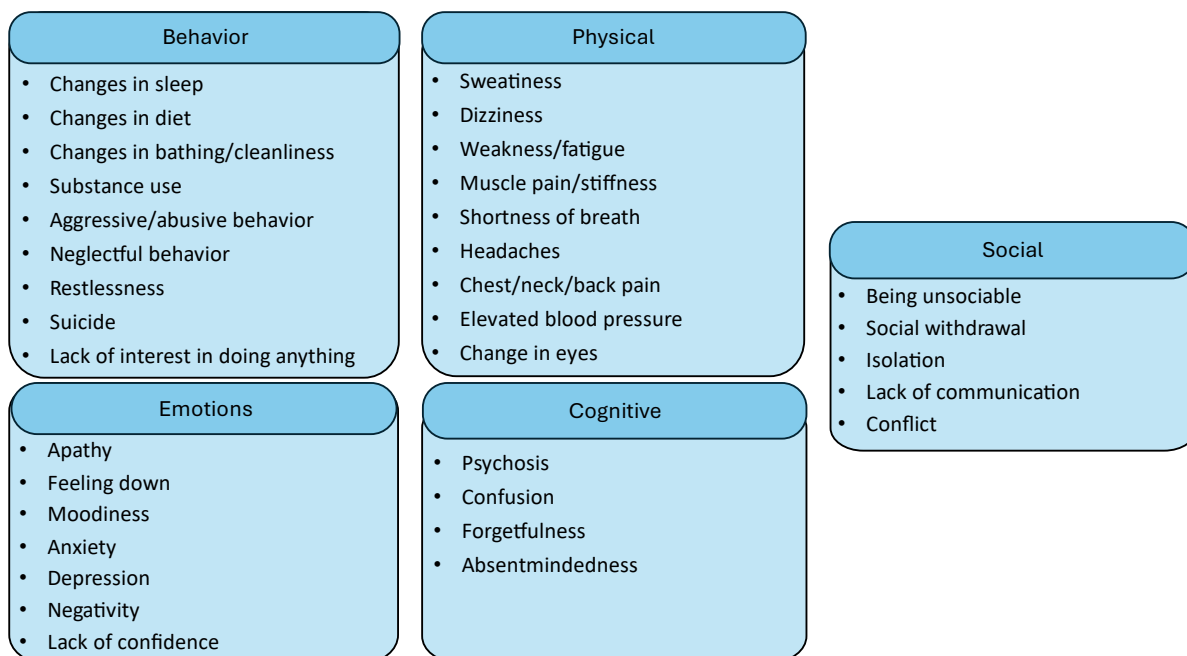 Behavior
• Changes in sleep
• Changes in diet
• Changes in bathing/cleanliness
• Substance use
• Aggressive/abusive behavior
• Neglectful behavior
• Restlessness
• Suicide
• Lack of interest in doing anything
Physical
• Sweatiness
• Dizziness
• Weakness/fatigue
• Muscle pain/stiffness
• Shortness of breath
• Headaches
• Chest/neck/back pain
• Elevated blood pressure
• Change in eyes
Social
• Being unsociable
• Social withdrawal
• Isolation
• Lack of communication
• Conflict
Emotions
• Apathy
• Feeling down
• Moodiness
• Anxiety
• Depression
• Negativity
• Lack of confidence
Cognitive
• Psychosis
• Confusion
• Forgetfulness
• Absentmindedness